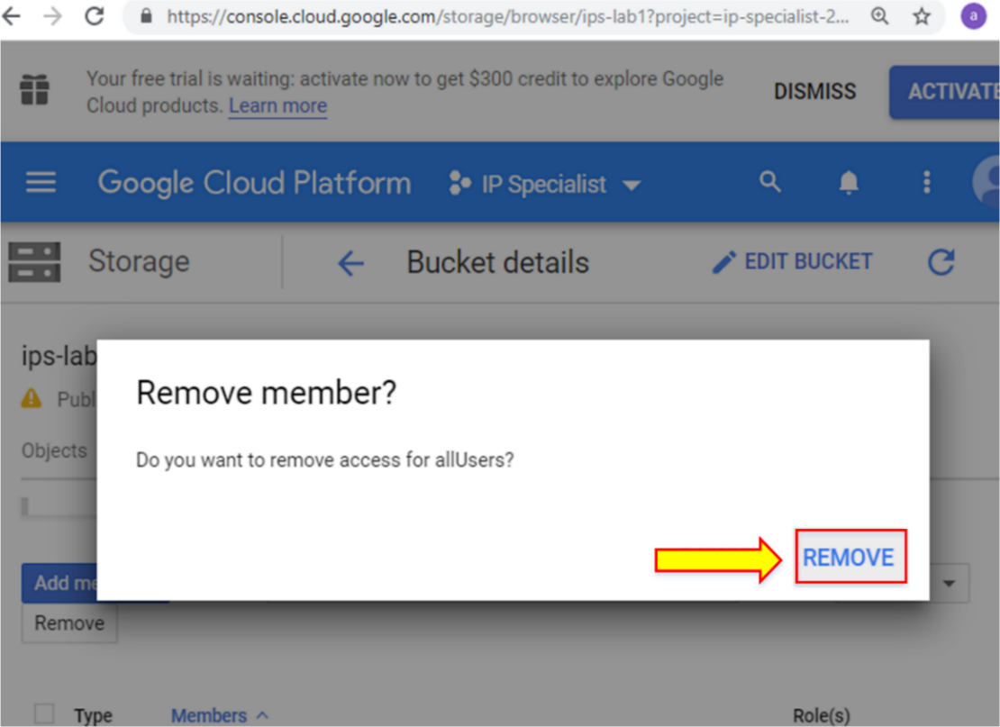 https://console.cloud.google.com/storage/browser/ips-lab1?project=ip-specialist-2...
a
Your free trial is waiting: activate now to get $300 credit to explore Google
Cloud products. Learn more
DISMISS
ACTIVATE
Google Cloud Platform
IP Specialist
Storage
Bucket details
EDIT BUCKET
ips-lab
Publ
Remove member?
Objects
Do you want to remove access for allUsers?
REMOVE
Add me
Remove
Type
Members
Role(s)